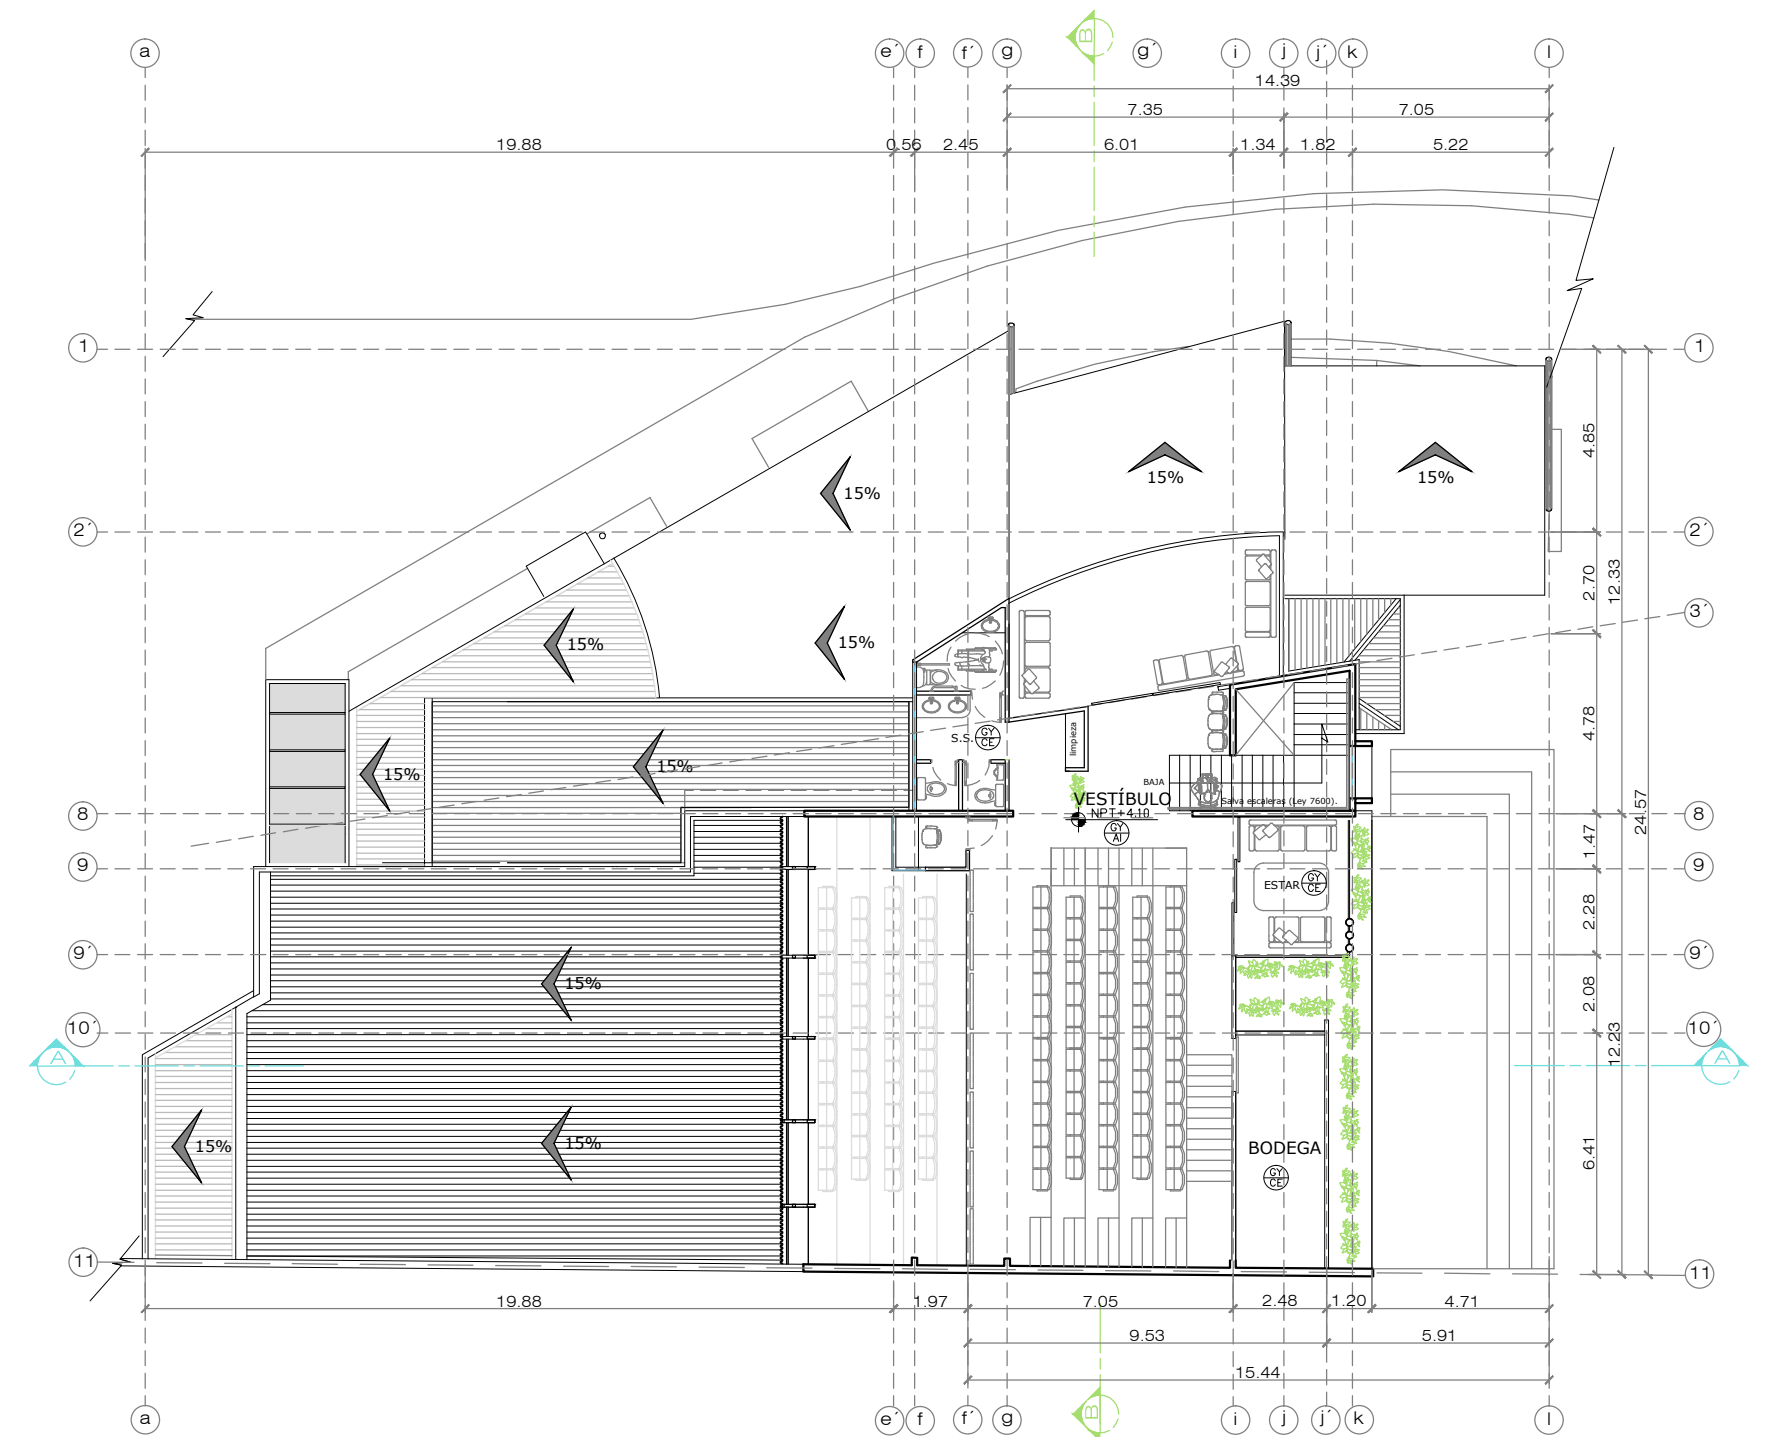 a e´ f f´ g B g´ i j j´ k l
14.39
7.35 7.05
19.88 0.56 2.45 6.01 1.34 1.82 5.22
1 1
4.85
15% 15% 15%
2´ 2´
2.70
12.33
3´
15% 15%
4.78
S.S. GY CE
limpieza
15% 15%
BAJA
24.57
VESTÍBULO
Salva escaleras (Ley 7600).
8 NPT+4.10 8
GY AI
1.47
9 9
ESTAR GY CE
2.28
9´ 9´
15%
2.08
10´ 10´
12.23
A A
15% 15%
BODEGA
6.41
GY CE
11 11
19.88 1.97 7.05 2.48 1.20 4.71
9.53 5.91
15.44
a e´ f f´ g B i j j´ k l